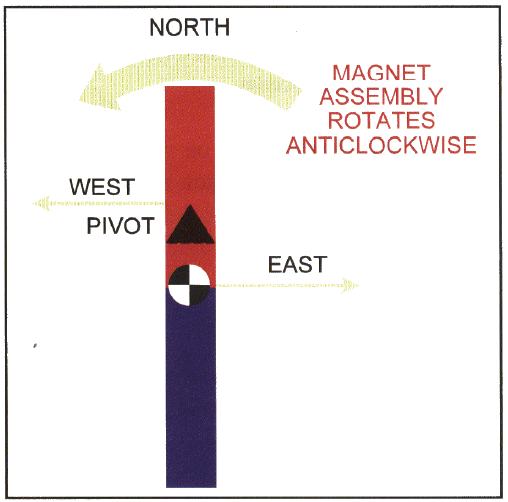 NORTH
MAGNET
ASSEMBLY
ROTATES
ANTICLOCKWISE
WEST
PIVOT
EAST